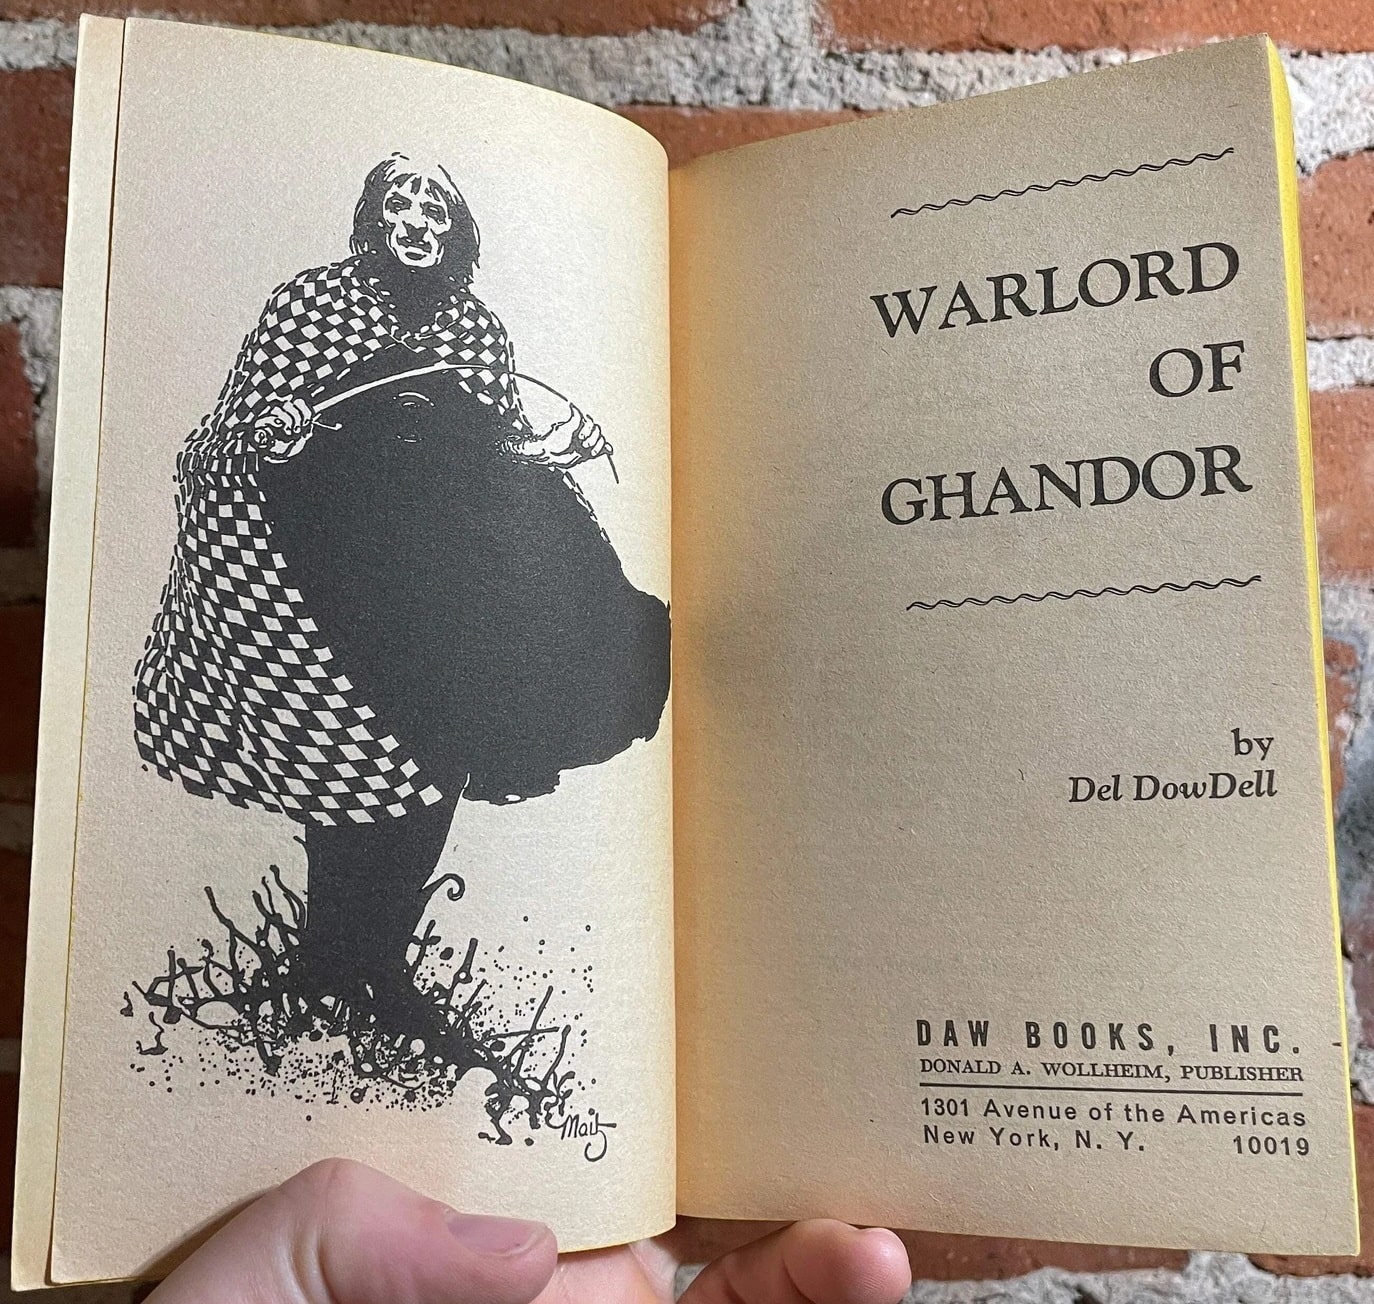 Maitz
WARLORD
OF
GHANDOR
by
Del DowDell
DAW BOOKS, INC.
DONALD A. WOLLHEIM, PUBLISHER
1301 Avenue of the Americas
New York, N. Y. 10019